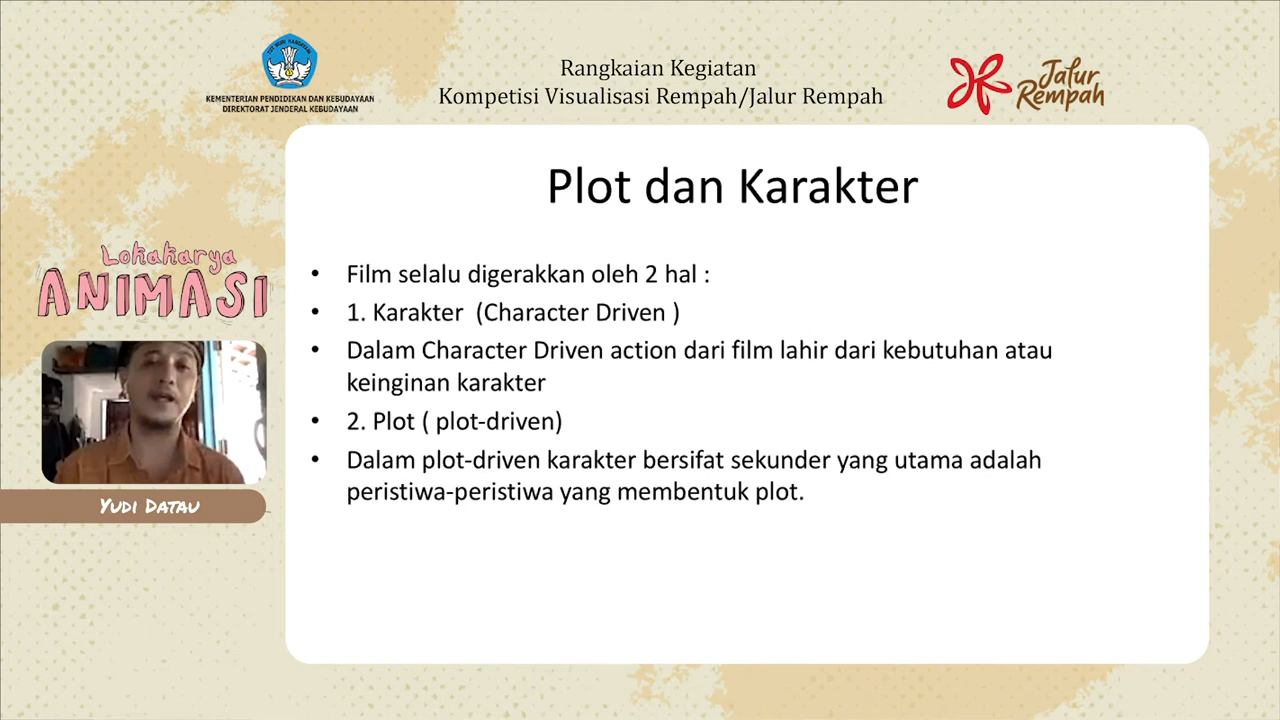 KEMENTERIAN PENDIDIKAN DAN KEBUDAYAAN
DIREKTORAT JENDERAL KEBUDAYAAN
Rangkaian Kegiatan
Kompetisi Visualisasi Rempah/Jalur Rempah
Jalur
Rempah
Plot dan Karakter
Lokakarya
ANIMASI
• Film selalu digerakkan oleh 2 hal :
• 1. Karakter (Character Driven )
• Dalam Character Driven action dari film lahir dari kebutuhan atau
keinginan karakter
• 2. Plot ( plot-driven)
• Dalam plot-driven karakter bersifat sekunder yang utama adalah
peristiwa-peristiwa yang membentuk plot.
YUDI DATAU